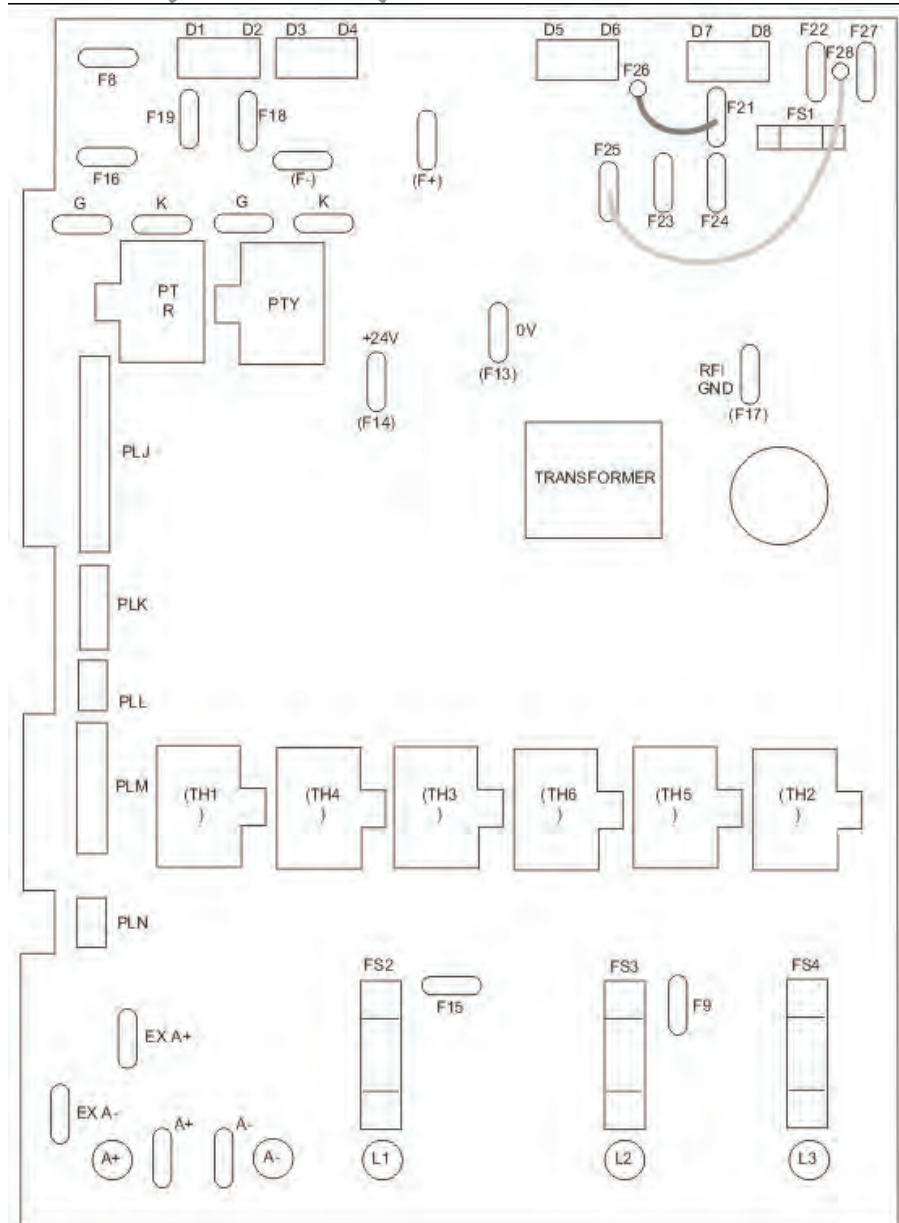 D1 D2 D3 D4 D5 D6 D7 D8 F22 F27
F8 F26 F28
F19 F18 F21 FS1
F16 (F-) (F+) F25 F23 F24
G K G K
PT
R
PTY
+24V
(F14)
0V
(F13)
RFI
GND
(F17)
PLJ
TRANSFORMER
PLK
PLL
PLM
(TH1
)
(TH4
)
(TH3
)
(TH6
)
(TH5
)
(TH2
)
PLN
FS2 FS3 FS4
F15 F9
EX A+
EX A-
A+ A-
A+ A- L1 L2 L3